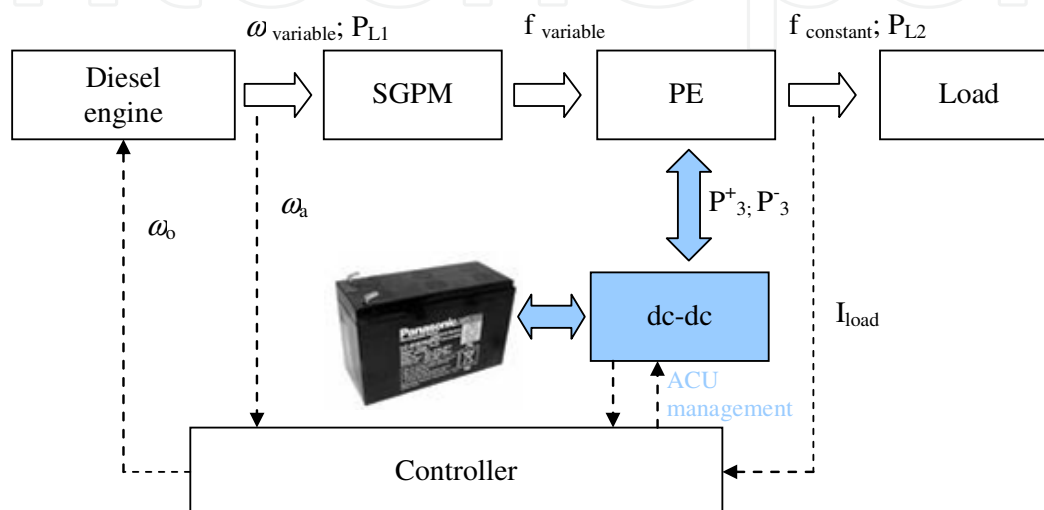 ω variable; PL1
f variable
f constant; PL2
Diesel
engine
SGPM
PE
Load
ωo
ωa
P+3; P-3
Panasonic
dc-dc
Iload
ACU
management
Controller